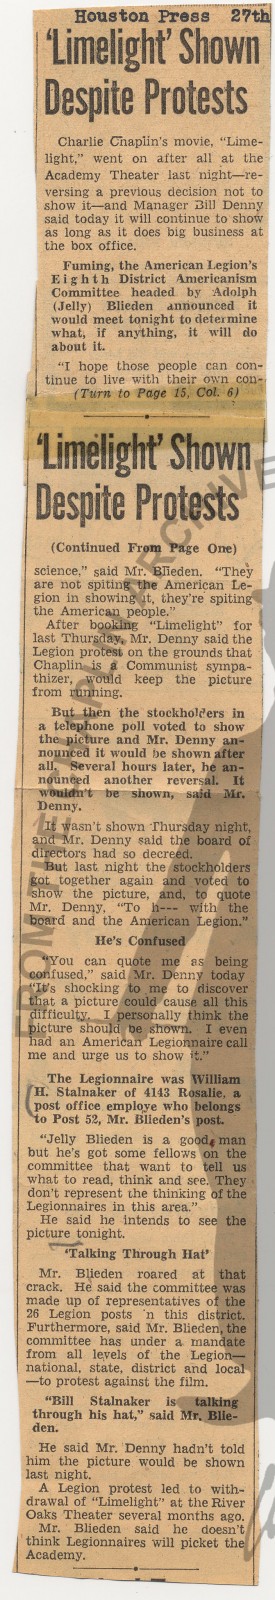 Houston Press 27th
'Limelight' Shown
Despite Protests
Charlie Chaplin's movie, "Lime-
light," went on after all at the
Academy Theater last night—re-
versing a previous decision not to
show it—and Manager Bill Denny
said today it will continue to show
as long as it does big business at
the box office.
Fuming, the American Legion's
Eighth District Americanism
Committee headed by Adolph
(Jelly) Blieden announced it
would meet tonight to determine
what, if anything, it will do
about it.
"I hope those people can con-
tinue to live with their own con-
(Turn to Page 15, Col. 6)
'Limelight' Shown
Despite Protests
(Continued From Page One)
science," said Mr. Blieden. "They
are not spiting the American Le-
gion in showing it, they're spiting
the American people."
After booking "Limelight" for
last Thursday, Mr. Denny said the
Legion protest on the grounds that
Chaplin is a Communist sympa-
thizer, would keep the picture
from running.
But then the stockholders in
a telephone poll voted to show
the picture and Mr. Denny an-
nounced it would be shown after
all. Several hours later, he an-
nounced another reversal. It
wouldn't be shown, said Mr.
Denny.
It wasn't shown Thursday night,
and Mr. Denny said the board of
directors had so decreed.
But last night the stockholders
got together again and voted to
show the picture, and, to quote
Mr. Denny, "To h--- with the
board and the American Legion."
He's Confused
"You can quote me as being
confused," said Mr. Denny today
"It's shocking to me to discover
that a picture could cause all this
difficulty. I personally think the
picture should be shown. I even
had an American Legionnaire call
me and urge us to show it."
The Legionnaire was William
H. Stalnaker of 4143 Rosalie, a
post office employe who belongs
to Post 52, Mr. Blieden's post.
"Jelly Blieden is a good man
but he's got some fellows on the
committee that want to tell us
what to read, think and see. They
don't represent the thinking of the
Legionnaires in this area."
He said he intends to see the
picture tonight.
'Talking Through Hat'
Mr. Blieden roared at that
crack. He said the committee was
made up of representatives of the
26 Legion posts in this district.
Furthermore, said Mr. Blieden, the
committee has under a mandate
from all levels of the Legion—
national, state, district and local
—to protest against the film.
"Bill Stalnaker is talking
through his hat," said Mr. Blie-
den.
He said Mr. Denny hadn't told
him the picture would be shown
last night.
A Legion protest led to with-
drawal of "Limelight" at the River
Oaks Theater several months ago.
Mr. Blieden said he doesn't
think Legionnaires will picket the
Academy.
FROM THE
ARCHIVE